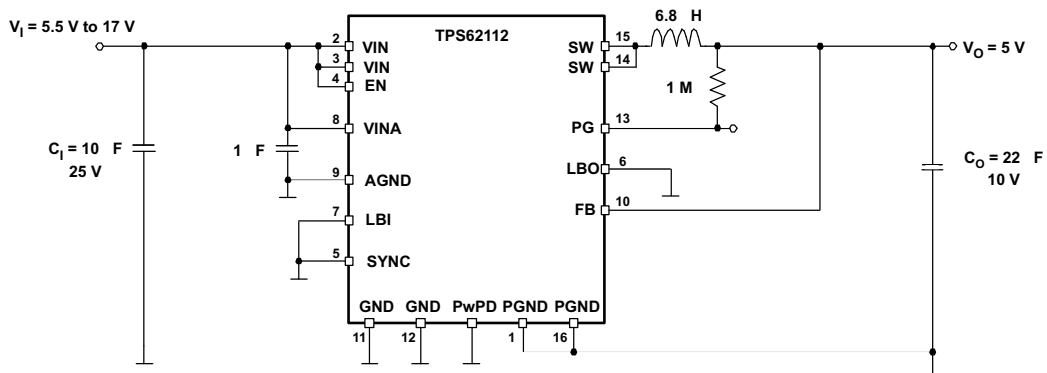 V_I = 5.5 V to 17 V
TPS62112
6.8 H
2 VIN
3 VIN
4 EN
8 VINA
9 AGND
7 LBI
5 SYNC
SW 15
SW 14
PG 13
LBO 6
FB 10
1 M
V_O = 5 V
C_I = 10 F
25 V
1 F
C_O = 22 F
10 V
GND GND PwPD PGND PGND
11 12 1 16